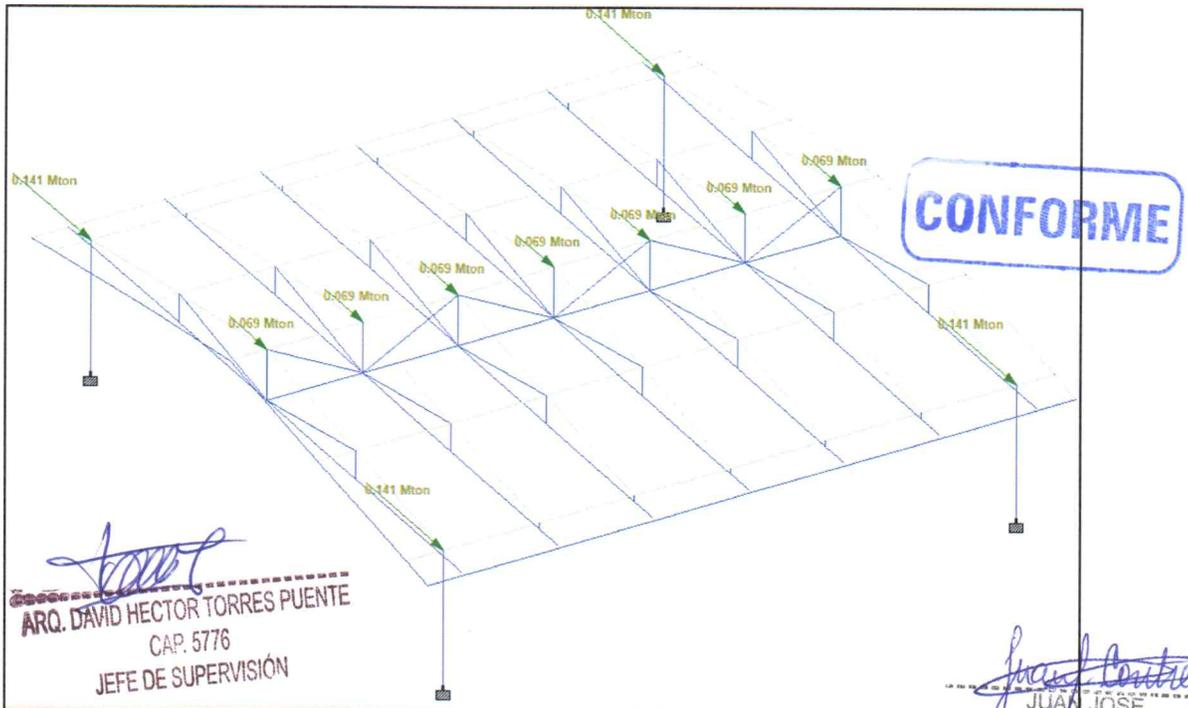 0.141 Mton
0.141 Mton
0.069 Mton
0.069 Mton
0.069 Mton
0.069 Mton
0.069 Mton
0.069 Mton
0.069 Mton
0.141 Mton
0.141 Mton
CONFORME
ARQ. DAVID HECTOR TORRES PUENTE
CAP. 5776
JEFE DE SUPERVISIÓN
JUAN JOSE